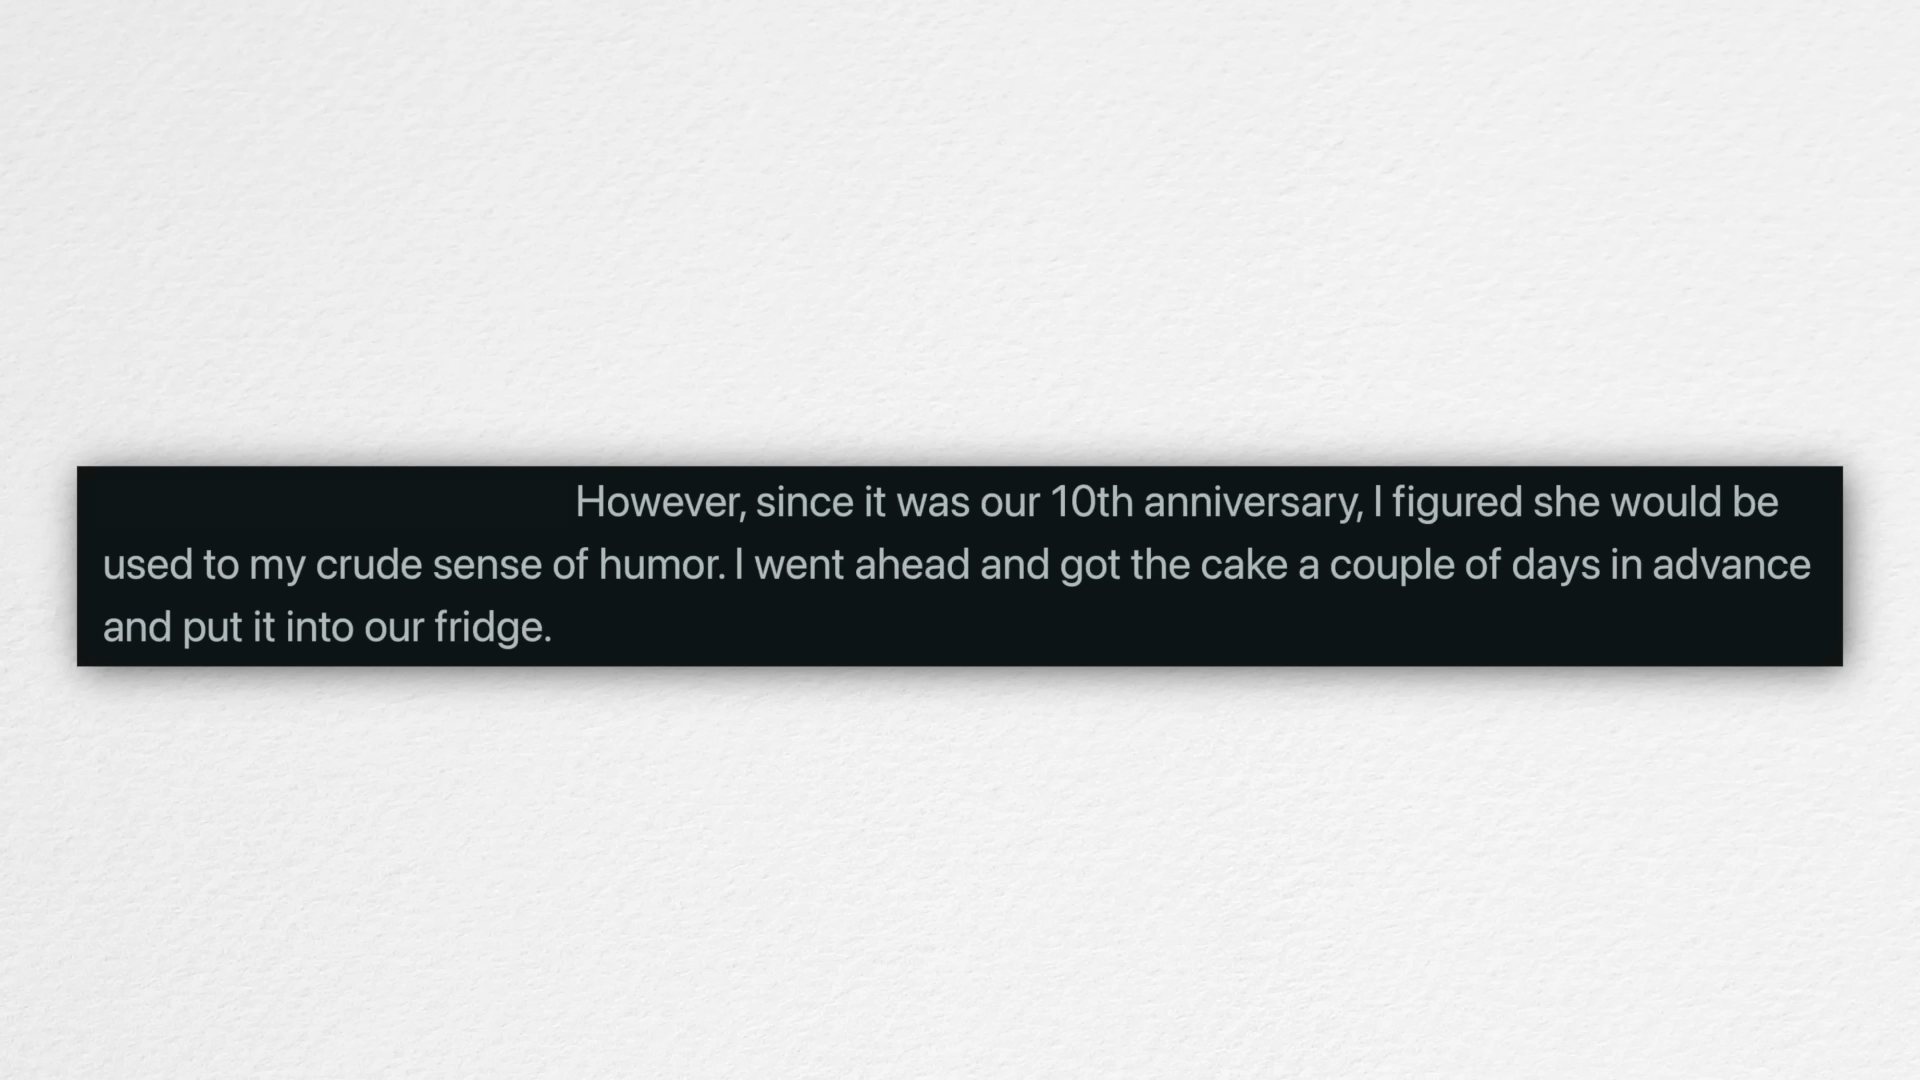 However, since it was our 10th anniversary, I figured she would be
used to my crude sense of humor. I went ahead and got the cake a couple of days in advance
and put it into our fridge.